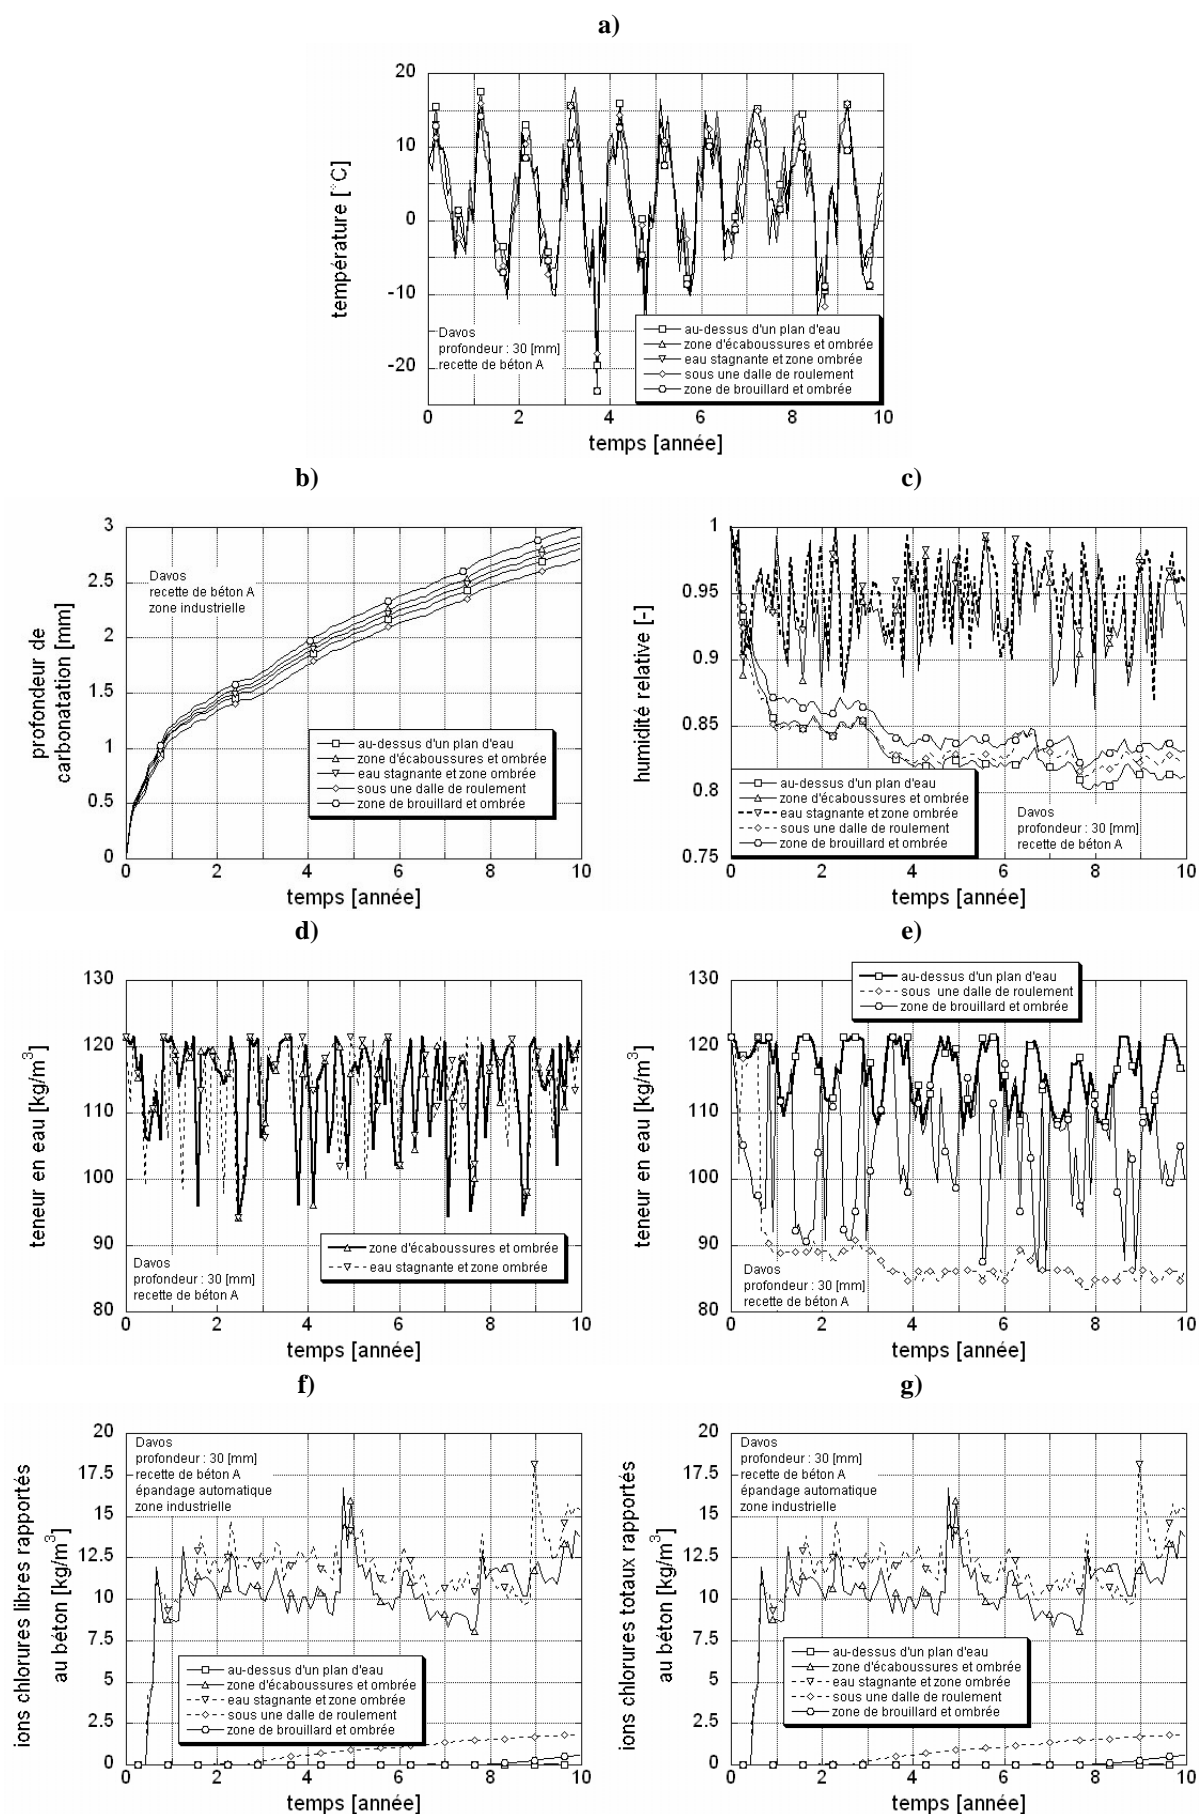 a)
20
10
0
-10
-20
température [°C]
Davos
profondeur : 30 [mm]
recette de béton A
au-dessus d'un plan d'eau
zone d'écaboussures et ombrée
eau stagnante et zone ombrée
sous une dalle de roulement
zone de brouillard et ombrée
0 2 4 6 8 10
temps [année]
b)
3
2.5
2
1.5
1
0.5
0
profondeur de
carbonatation [mm]
Davos
recette de béton A
zone industrielle
au-dessus d'un plan d'eau
zone d'écaboussures et ombrée
eau stagnante et zone ombrée
sous une dalle de roulement
zone de brouillard et ombrée
0 2 4 6 8 10
temps [année]
c)
1
0.95
0.9
0.85
0.8
0.75
humidité relative [-]
au-dessus d'un plan d'eau
zone d'écaboussures et ombrée
eau stagnante et zone ombrée
sous une dalle de roulement
zone de brouillard et ombrée
Davos
profondeur : 30 [mm]
recette de béton A
0 2 4 6 8 10
temps [année]
d)
130
120
110
100
90
80
teneur en eau [kg/m³]
zone d'écaboussures et ombrée
eau stagnante et zone ombrée
Davos
profondeur : 30 [mm]
recette de béton A
0 2 4 6 8 10
temps [année]
e)
130
120
110
100
90
80
teneur en eau [kg/m³]
au-dessus d'un plan d'eau
sous une dalle de roulement
zone de brouillard et ombrée
Davos
profondeur : 30 [mm]
recette de béton A
0 2 4 6 8 10
temps [année]
f)
20
17.5
15
12.5
10
7.5
5
2.5
0
ions chlorures libres rapportés
au béton [kg/m³]
Davos
profondeur : 30 [mm]
recette de béton A
épandage automatique
zone industrielle
au-dessus d'un plan d'eau
zone d'écaboussures et ombrée
eau stagnante et zone ombrée
sous une dalle de roulement
zone de brouillard et ombrée
0 2 4 6 8 10
temps [année]
g)
20
17.5
15
12.5
10
7.5
5
2.5
0
ions chlorures totaux rapportés
au béton [kg/m³]
Davos
profondeur : 30 [mm]
recette de béton A
épandage automatique
zone industrielle
au-dessus d'un plan d'eau
zone d'écaboussures et ombrée
eau stagnante et zone ombrée
sous une dalle de roulement
zone de brouillard et ombrée
0 2 4 6 8 10
temps [année]